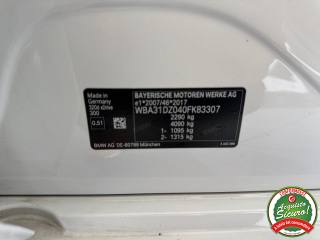 Made in
Germany
320d xDrive
300
0.51
BAYERISCHE MOTOREN WERKE AG
e1*2007/46*2017
WBA31DZ040FK83307
2290 kg
4090 kg
1- 1095 kg
2- 1315 kg
BMW AG DE-80788 München
Acquisto
Sicuro!